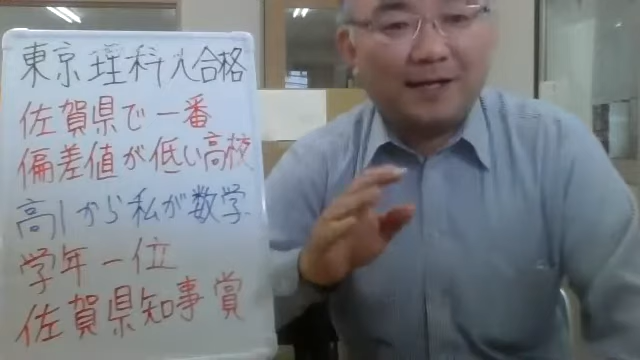 東京理科大合格
佐賀県で一番
偏差値が低い高校
高1から私が数学
学年一位
佐賀県知事賞